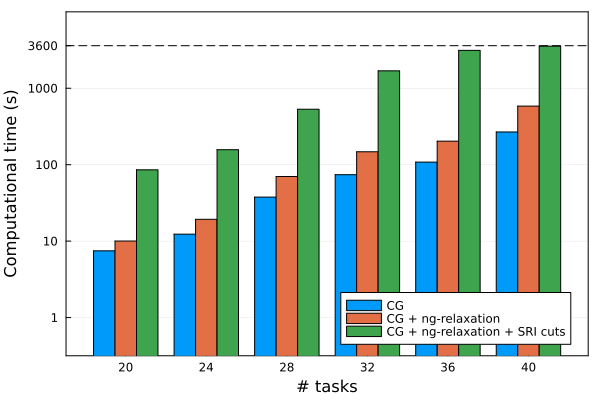 Computational time (s)
3600
1000
100
10
1
CG
CG + ng-relaxation
CG + ng-relaxation + SRI cuts
20 24 28 32 36 40
# tasks